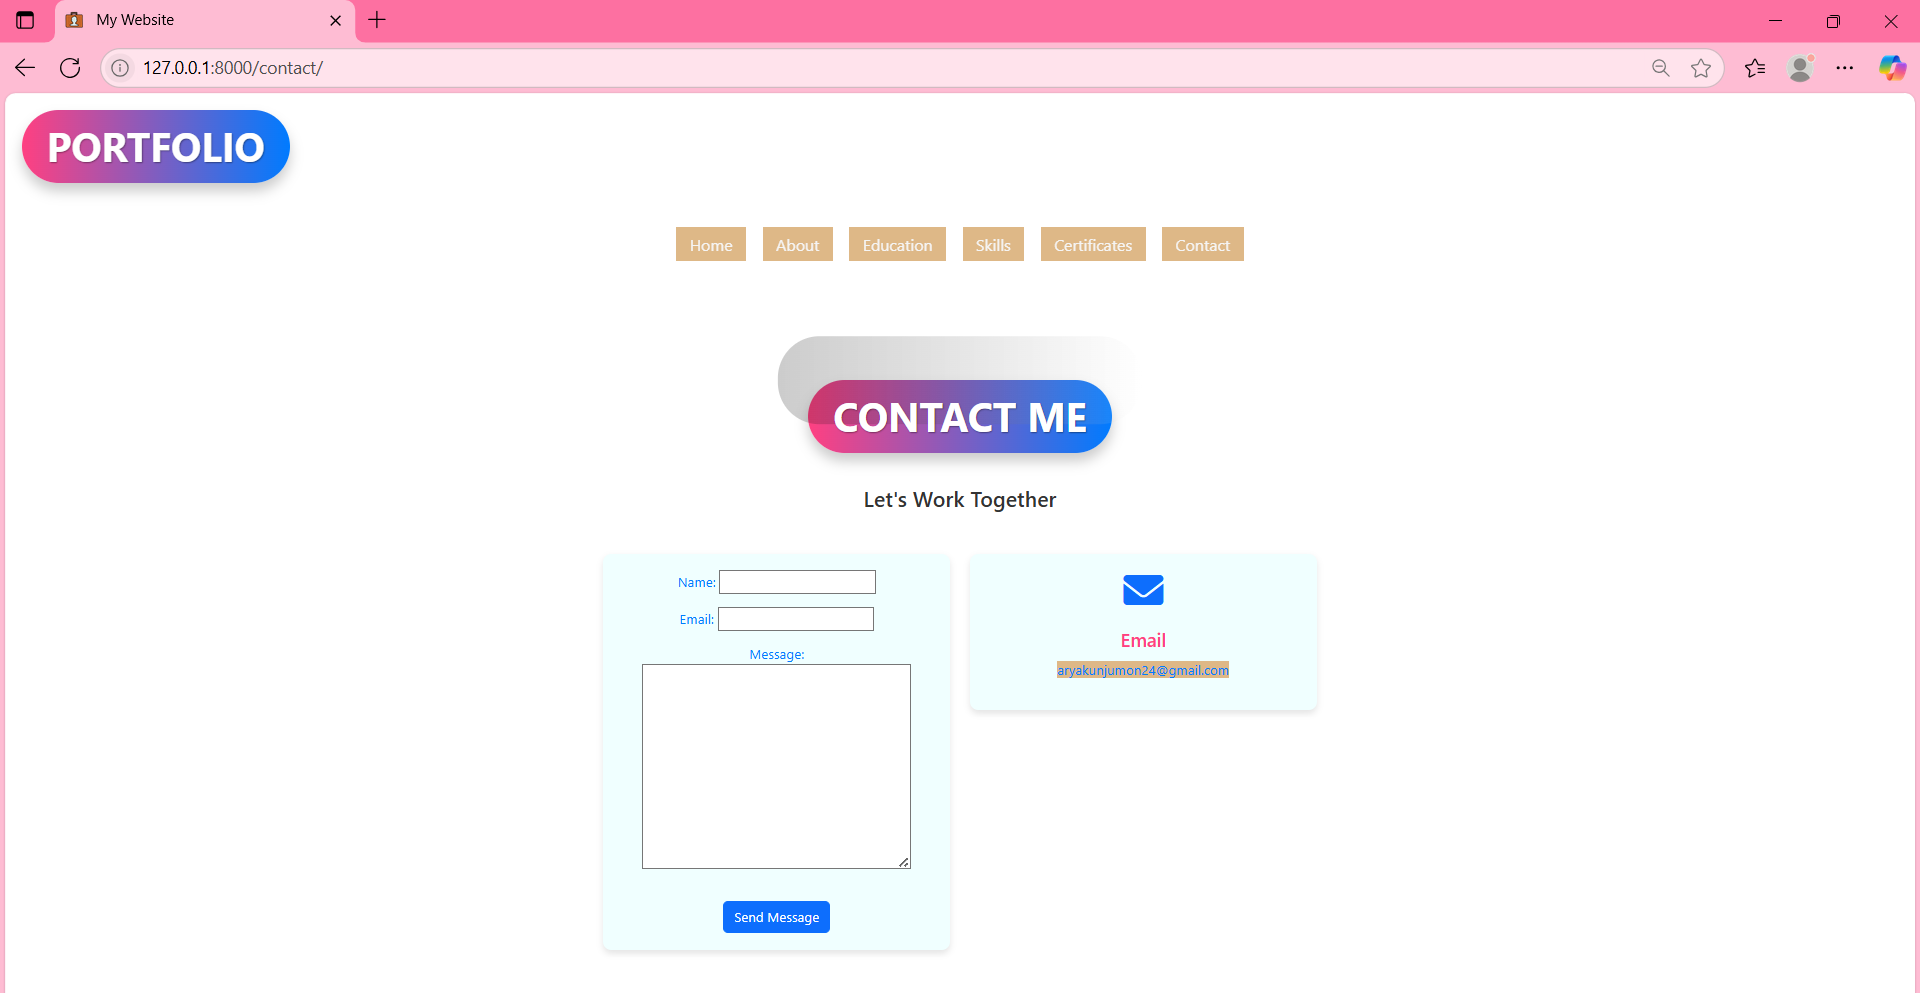 My Website
127.0.0.1:8000/contact/
PORTFOLIO
Home About Education Skills Certificates Contact
CONTACT ME
Let's Work Together
Name:
Email:
Message:
Send Message
Email
aryakunjumon24@gmail.com